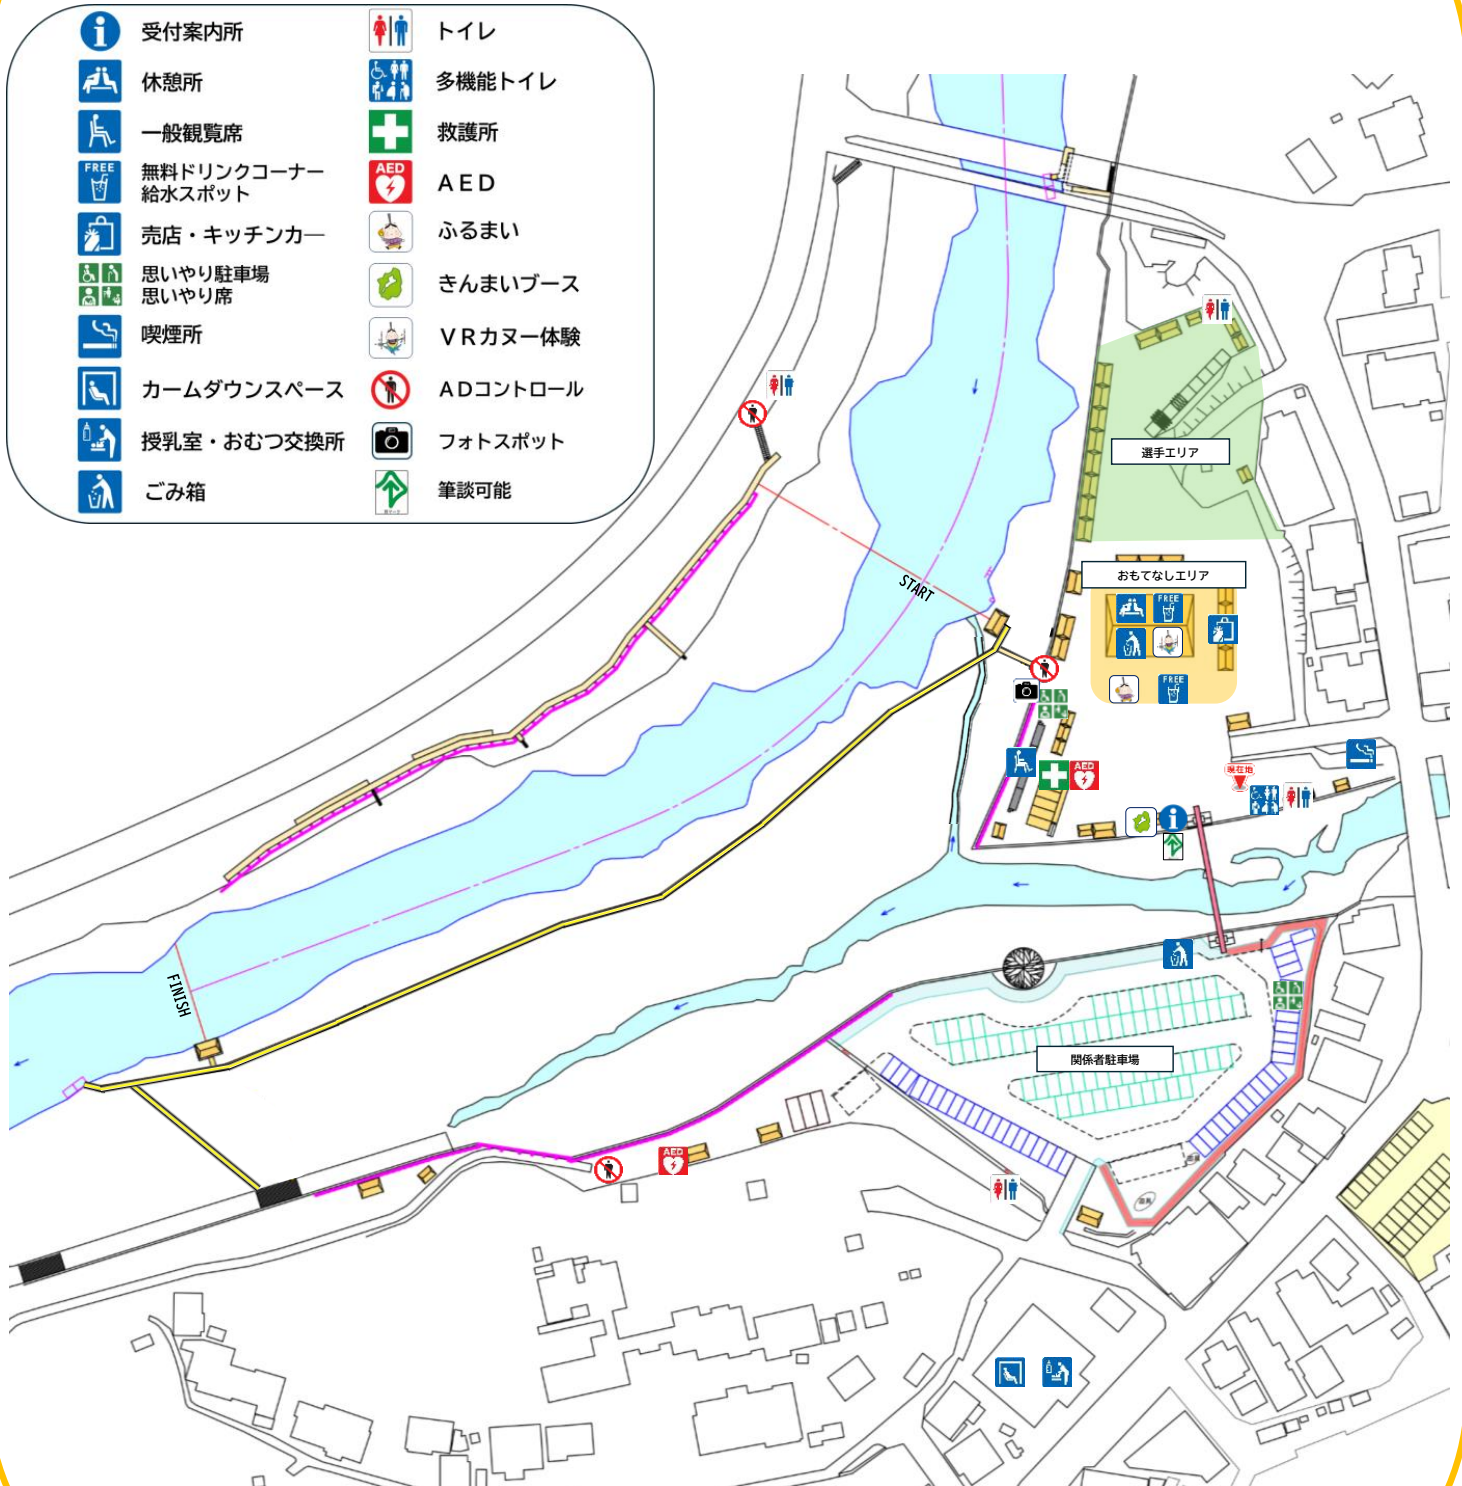 受付案内所
休憩所
一般観覧席
FREE
無料ドリンクコーナー
給水スポット
売店・キッチンカー
思いやり駐車場
思いやり席
喫煙所
カームダウンスペース
授乳室・おむつ交換所
ごみ箱
トイレ
多機能トイレ
救護所
AED
ＡＥＤ
ふるまい
きんまいブース
ＶＲカヌー体験
ＡＤコントロール
フォトスポット
筆談可能
選手エリア
START
おもてなしエリア
FREE
FREE
AED
現在地
FINISH
関係者駐車場
AED